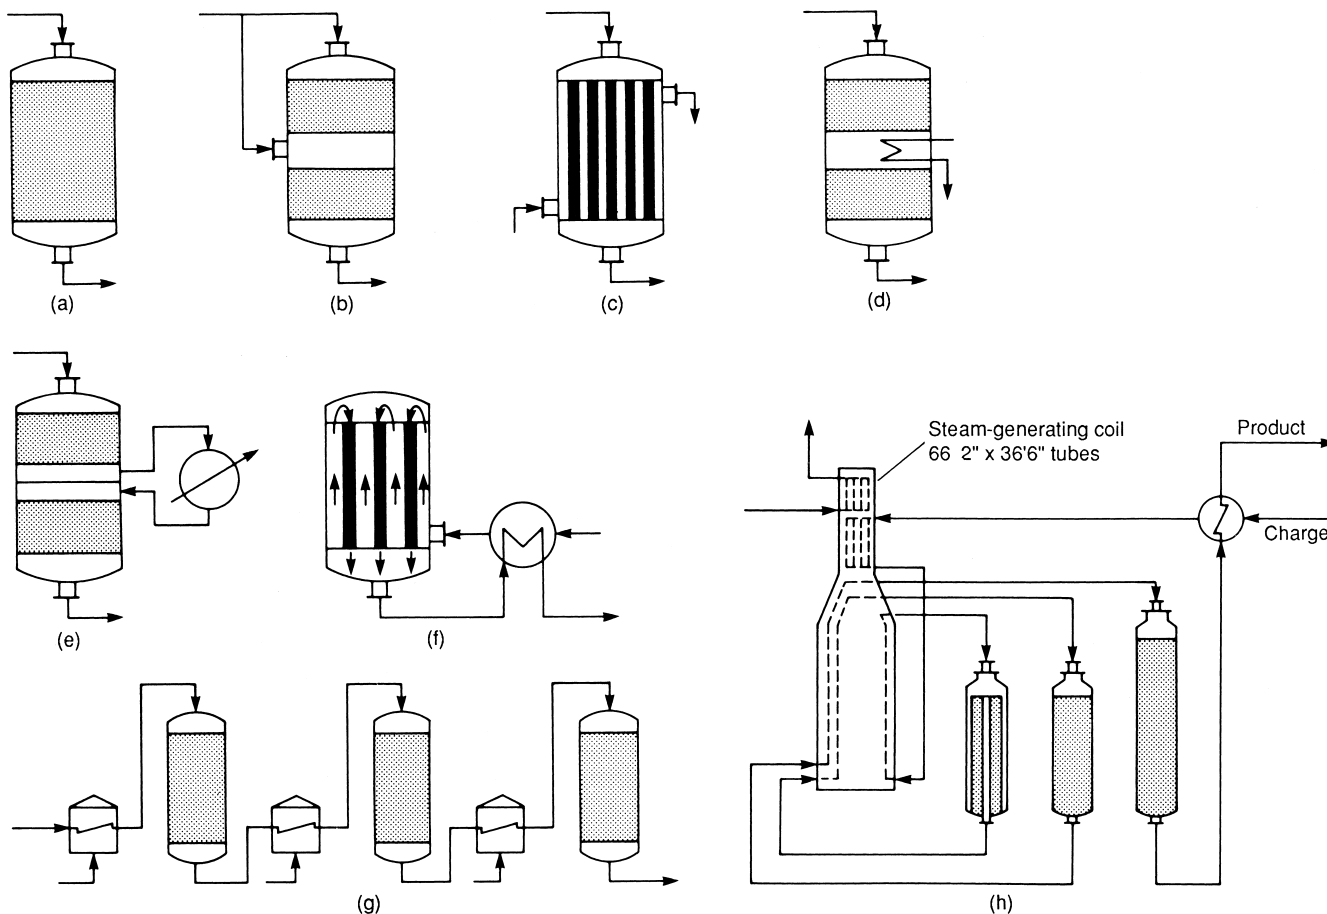 (a)
(b)
(c)
(d)
(e)
(f)
Steam-generating coil
66 2" x 36'6" tubes
Product
Charge
(g)
(h)